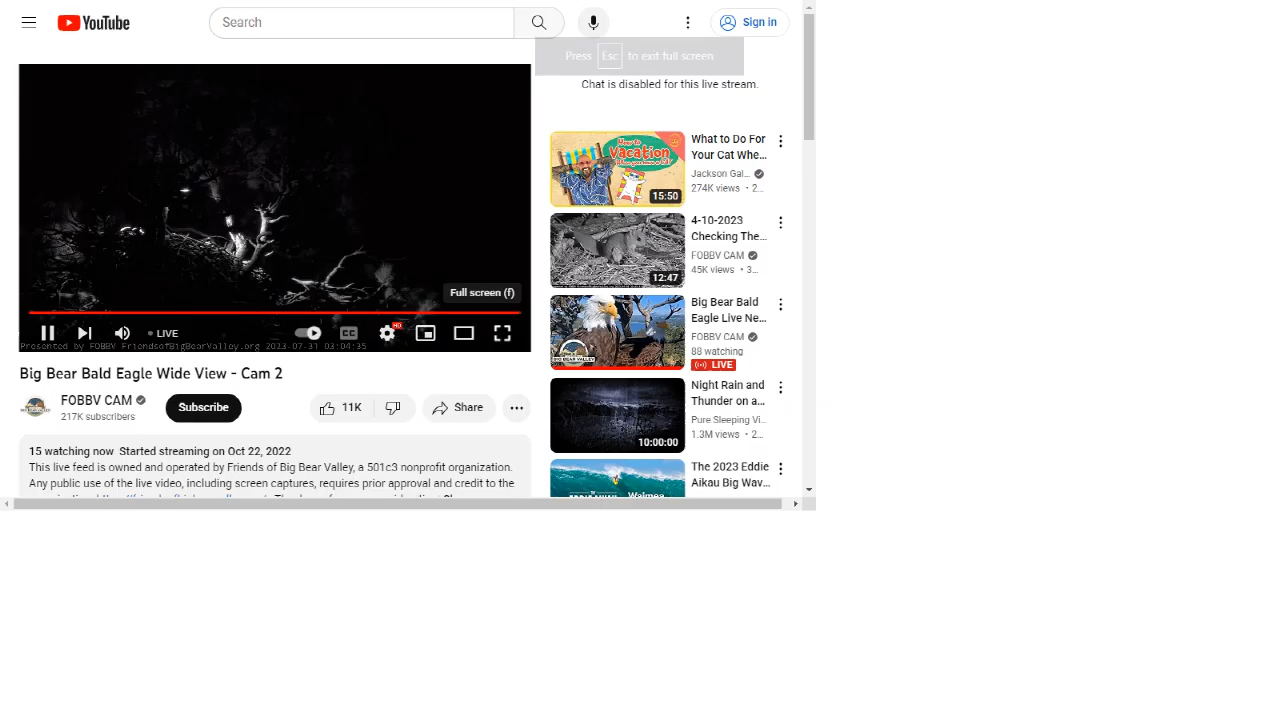 YouTube
Search
Sign in
Press Esc to exit full screen
Chat is disabled for this live stream.
Full screen (f)
LIVE
CC
HD
Presented by FOBBV FriendsofBigBearValley.org 2023-07-31 03:04:35
Big Bear Bald Eagle Wide View - Cam 2
FOBBV CAM
217K subscribers
Subscribe
11K
Share
15 watching now Started streaming on Oct 22, 2022
This live feed is owned and operated by Friends of Big Bear Valley, a 501c3 nonprofit organization.
Any public use of the live video, including screen captures, requires prior approval and credit to the
How to
Vacation
15:50
What to Do For
Your Cat Whe...
Jackson Gal...
274K views • 2...
12:47
4-10-2023
Checking The...
FOBBV CAM
45K views • 3...
BIG BEAR VALLEY
Big Bear Bald
Eagle Live Ne...
FOBBV CAM
88 watching
LIVE
10:00:00
Night Rain and
Thunder on a...
Pure Sleeping Vi...
1.3M views • 2...
Waimea
The 2023 Eddie
Aikau Big Wav...